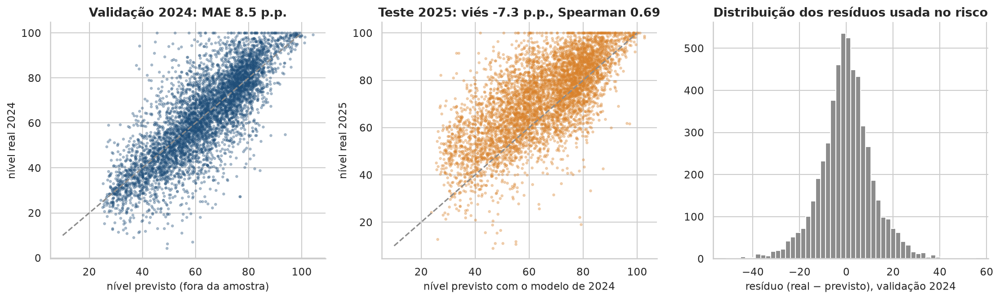 Validação 2024: MAE 8.5 p.p.
nível real 2024
100
80
60
40
20
0
20 40 60 80 100
nível previsto (fora da amostra)
Teste 2025: viés -7.3 p.p., Spearman 0.69
nível real 2025
100
80
60
40
20
20 40 60 80 100
nível previsto com o modelo de 2024
Distribuição dos resíduos usada no risco
500
400
300
200
100
0
−40 −20 0 20 40 60
resíduo (real − previsto), validação 2024